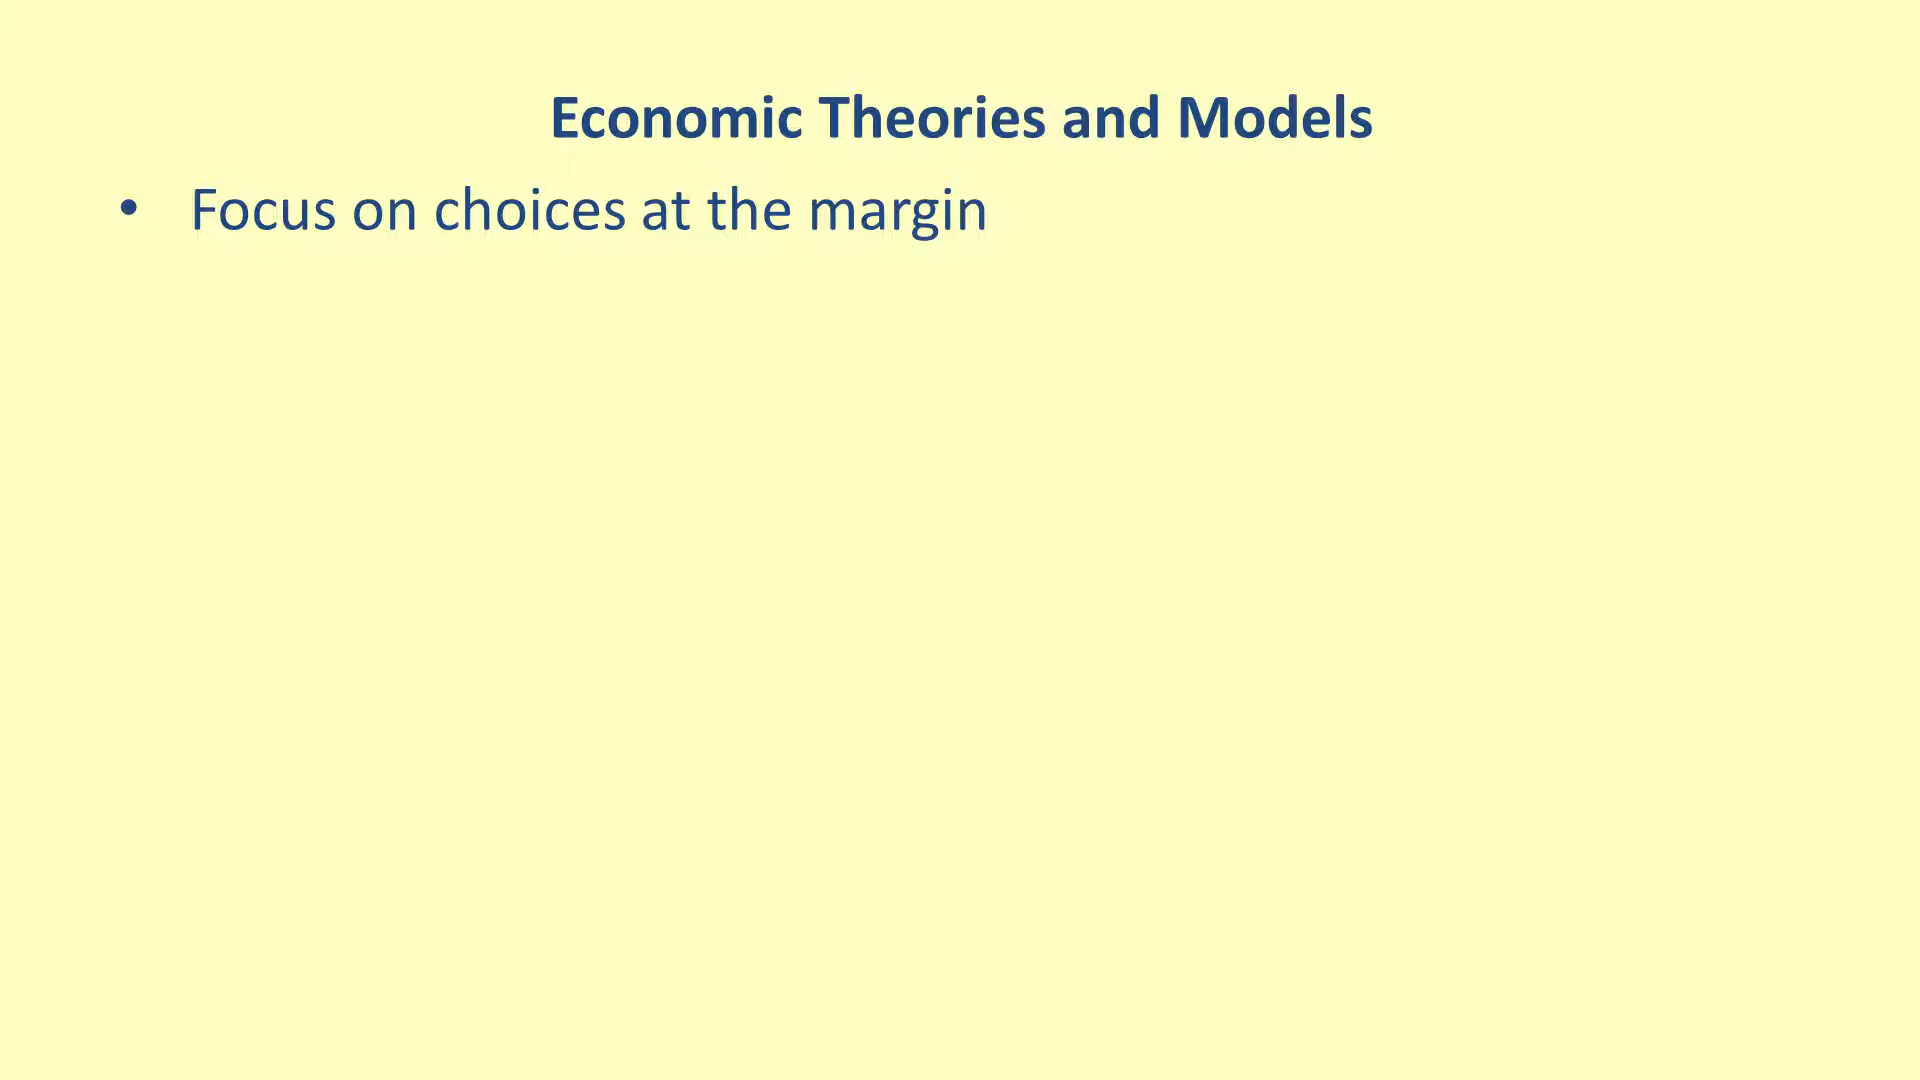 Economic Theories and Models
• Focus on choices at the margin